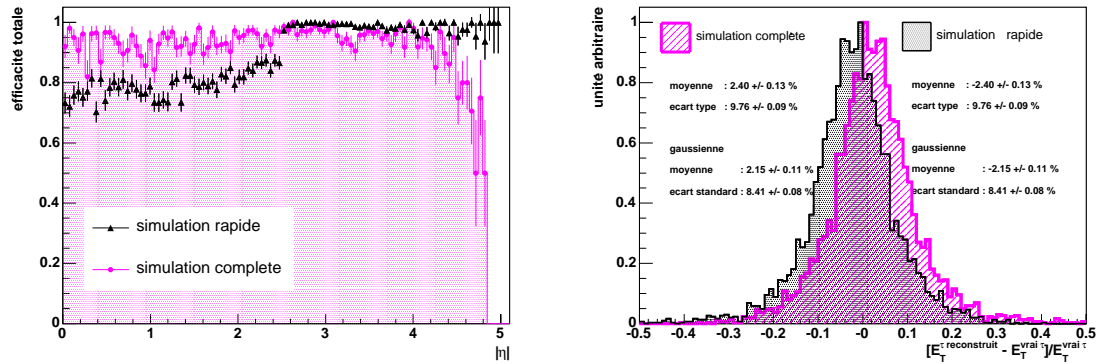 efficacité totale
1
0.8
0.6
0.4
0.2
0
simulation rapide
simulation complete
0 1 2 3 4 5
|η|
unité arbitraire
1
0.8
0.6
0.4
0.2
0
simulation complète
simulation rapide
moyenne : 2.40 +/- 0.13 %
ecart type : 9.76 +/- 0.09 %
moyenne : -2.40 +/- 0.13 %
ecart type : 9.76 +/- 0.09 %
gaussienne
moyenne : 2.15 +/- 0.11 %
ecart standard : 8.41 +/- 0.08 %
gaussienne
moyenne : -2.15 +/- 0.11 %
ecart standard : 8.41 +/- 0.08 %
-0.5 -0.4 -0.3 -0.2 -0.1 -0 0.1 0.2 0.3 0.4 0.5
[E_T^τ reconstruit - E_T^vrai τ]/E_T^vrai τ